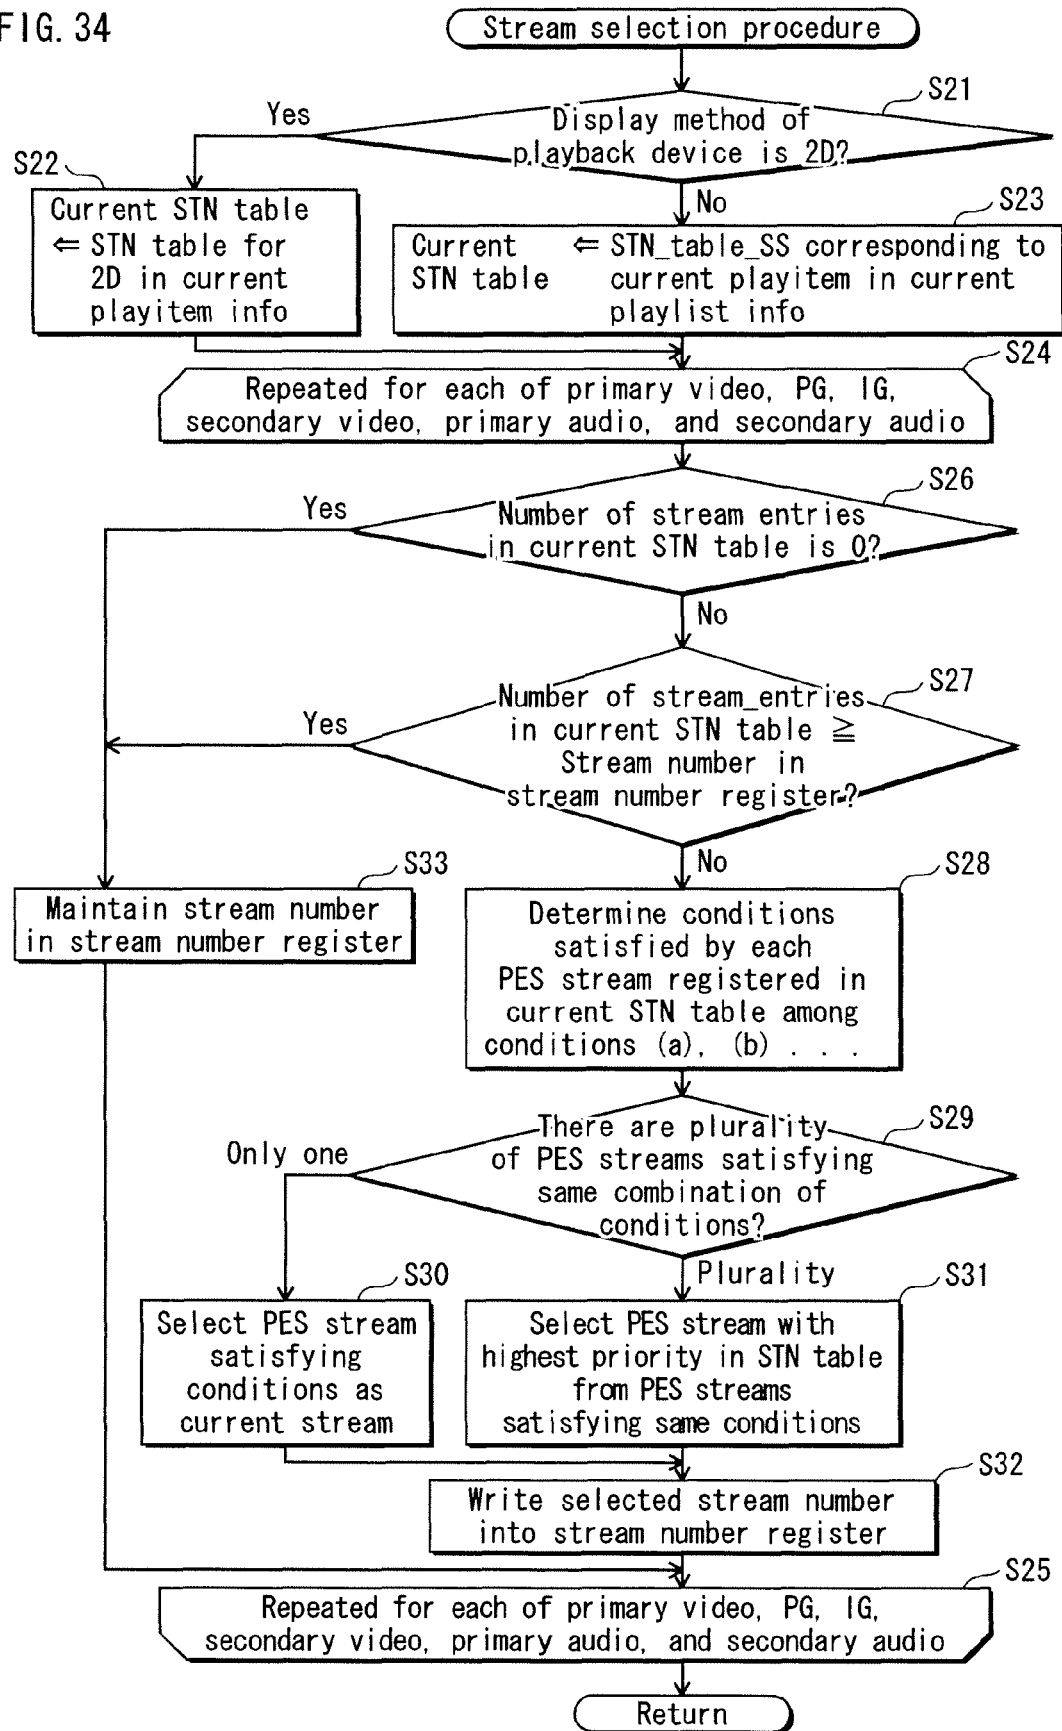 FIG. 34
Stream selection procedure
S21
Yes
Display method of
playback device is 2D?
S22
No
S23
Current STN table
⇐ STN table for
2D in current
playitem info
Current ⇐ STN_table_SS corresponding to
STN table current playitem in current
playlist info
S24
Repeated for each of primary video, PG, IG,
secondary video, primary audio, and secondary audio
S26
Yes
Number of stream entries
in current STN table is 0?
No
S27
Number of stream_entries
Yes
in current STN table ≧
Stream number in
stream number register?
No
S33
S28
Maintain stream number
in stream number register
Determine conditions
satisfied by each
PES stream registered in
current STN table among
conditions (a), (b) . . .
S29
Only one
There are plurality
of PES streams satisfying
same combination of
conditions?
S30
Plurality
S31
Select PES stream
satisfying
conditions as
current stream
Select PES stream with
highest priority in STN table
from PES streams
satisfying same conditions
S32
Write selected stream number
into stream number register
S25
Repeated for each of primary video, PG, IG,
secondary video, primary audio, and secondary audio
Return